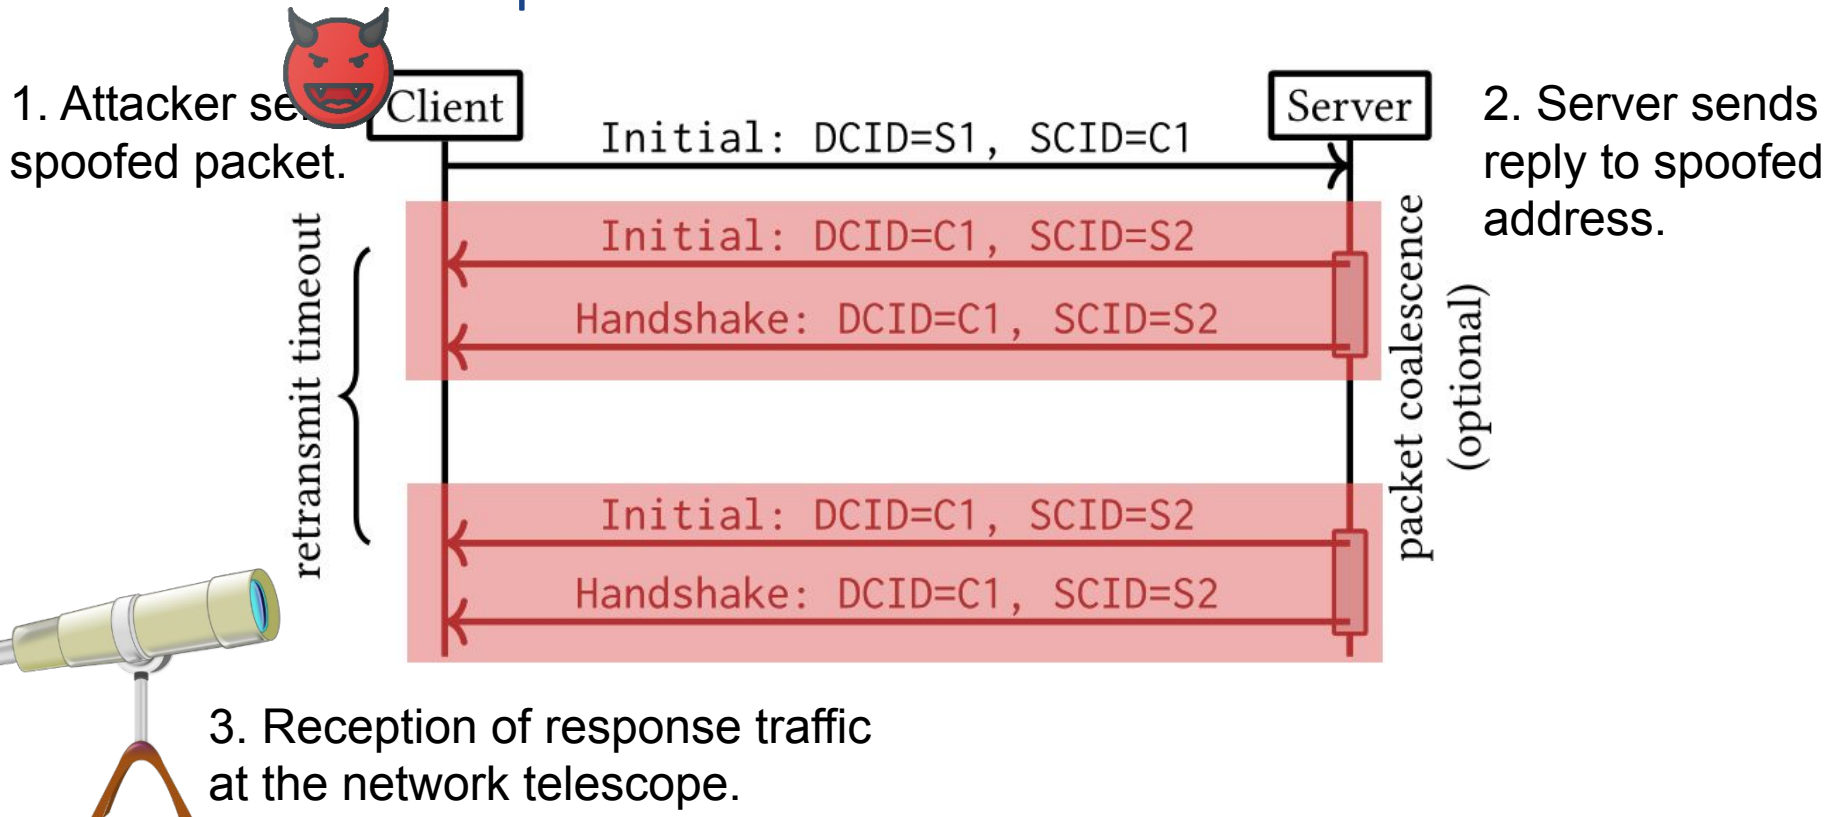 1. Attacker
spoofed packet.
Client
Server
2. Server sends
reply to spoofed
address.
Initial: DCID=S1, SCID=C1
Initial: DCID=C1, SCID=S2
Handshake: DCID=C1, SCID=S2
retransmit timeout
packet coalescence
(optional)
Initial: DCID=C1, SCID=S2
Handshake: DCID=C1, SCID=S2
3. Reception of response traffic
at the network telescope.